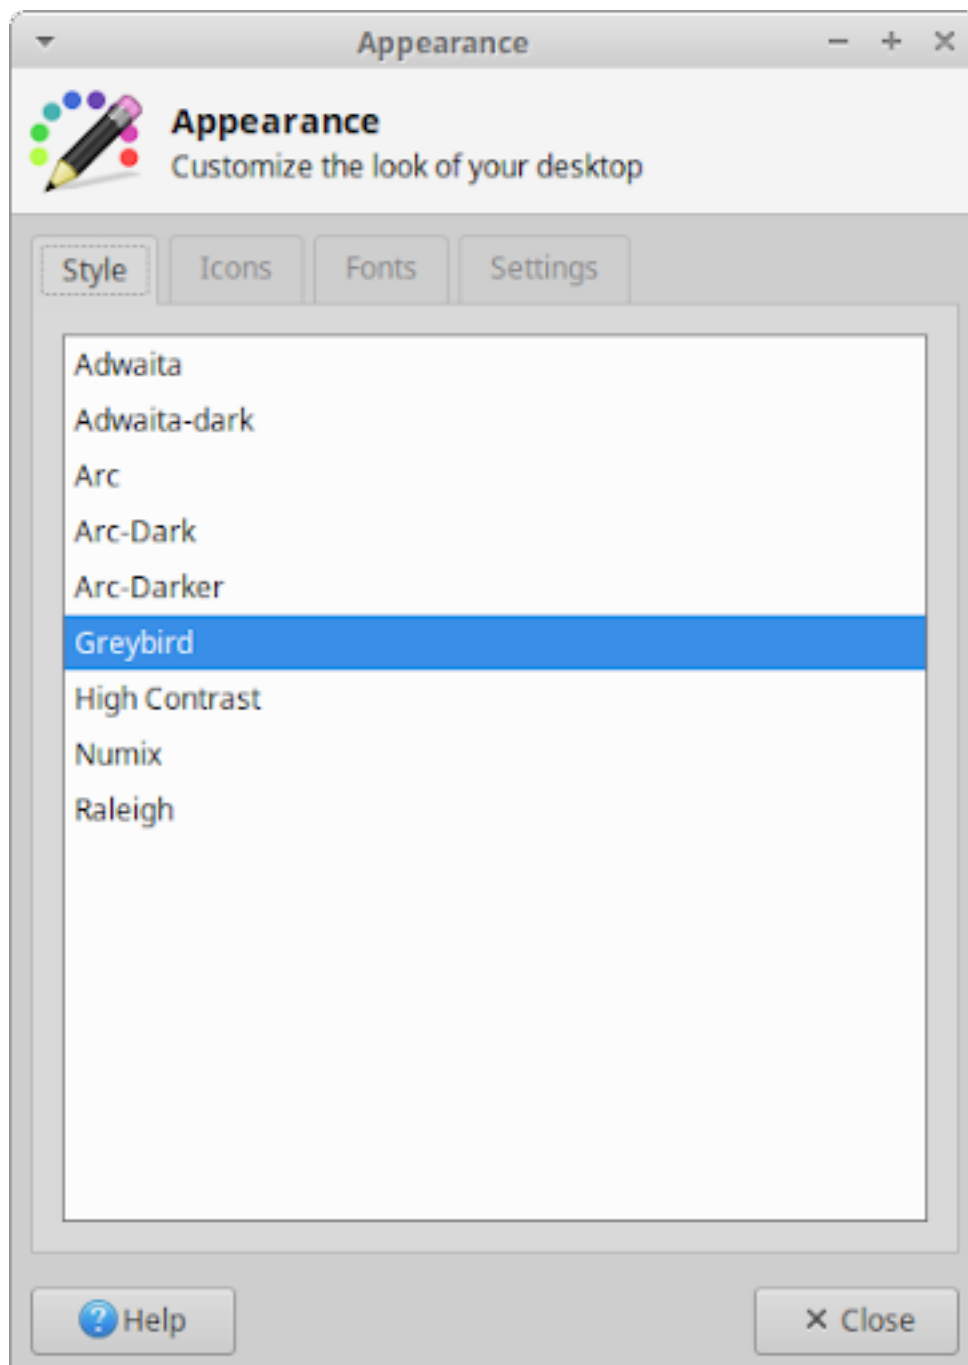 Appearance
Appearance
Customize the look of your desktop
Style Icons Fonts Settings
Adwaita
Adwaita-dark
Arc
Arc-Dark
Arc-Darker
Greybird
High Contrast
Numix
Raleigh
Help Close